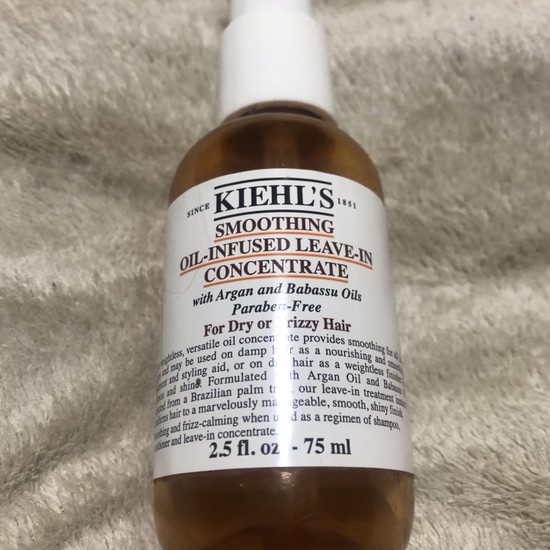 SINCE KIEHL'S 1851
SMOOTHING
OIL-INFUSED LEAVE-IN
CONCENTRATE
with Argan and Babassu Oils
Paraben-Free
For Dry or Frizzy Hair
versatile oil concentrate provides smoothing for
and may be used on damp hair as a nourishing and
and styling aid, or on dry hair as a weightless
and shine. Formulated with Argan Oil and Babassu
from a Brazilian palm tree, our leave-in treatment
hair to a marvelously manageable, smooth, shiny finish.
and frizz-calming when used as a regimen of shampoo,
and leave-in concentrate.
2.5 fl. oz. - 75 ml